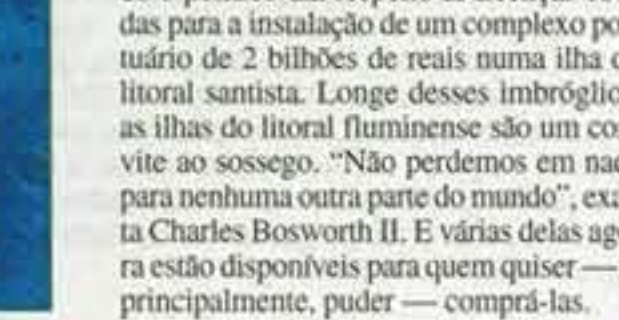 das para a instalação de um complexo po
tuário de 2 bilhões de reais numa ilha
litoral santista. Longe desses imbróglio
as ilhas do litoral fluminense são um co
vite ao sossego. “Não perdemos em na
para nenhuma outra parte do mundo”, exa
ta Charles Bosworth II. E várias delas ag
ra estão disponíveis para quem quiser —
principalmente, puder — comprá-las.